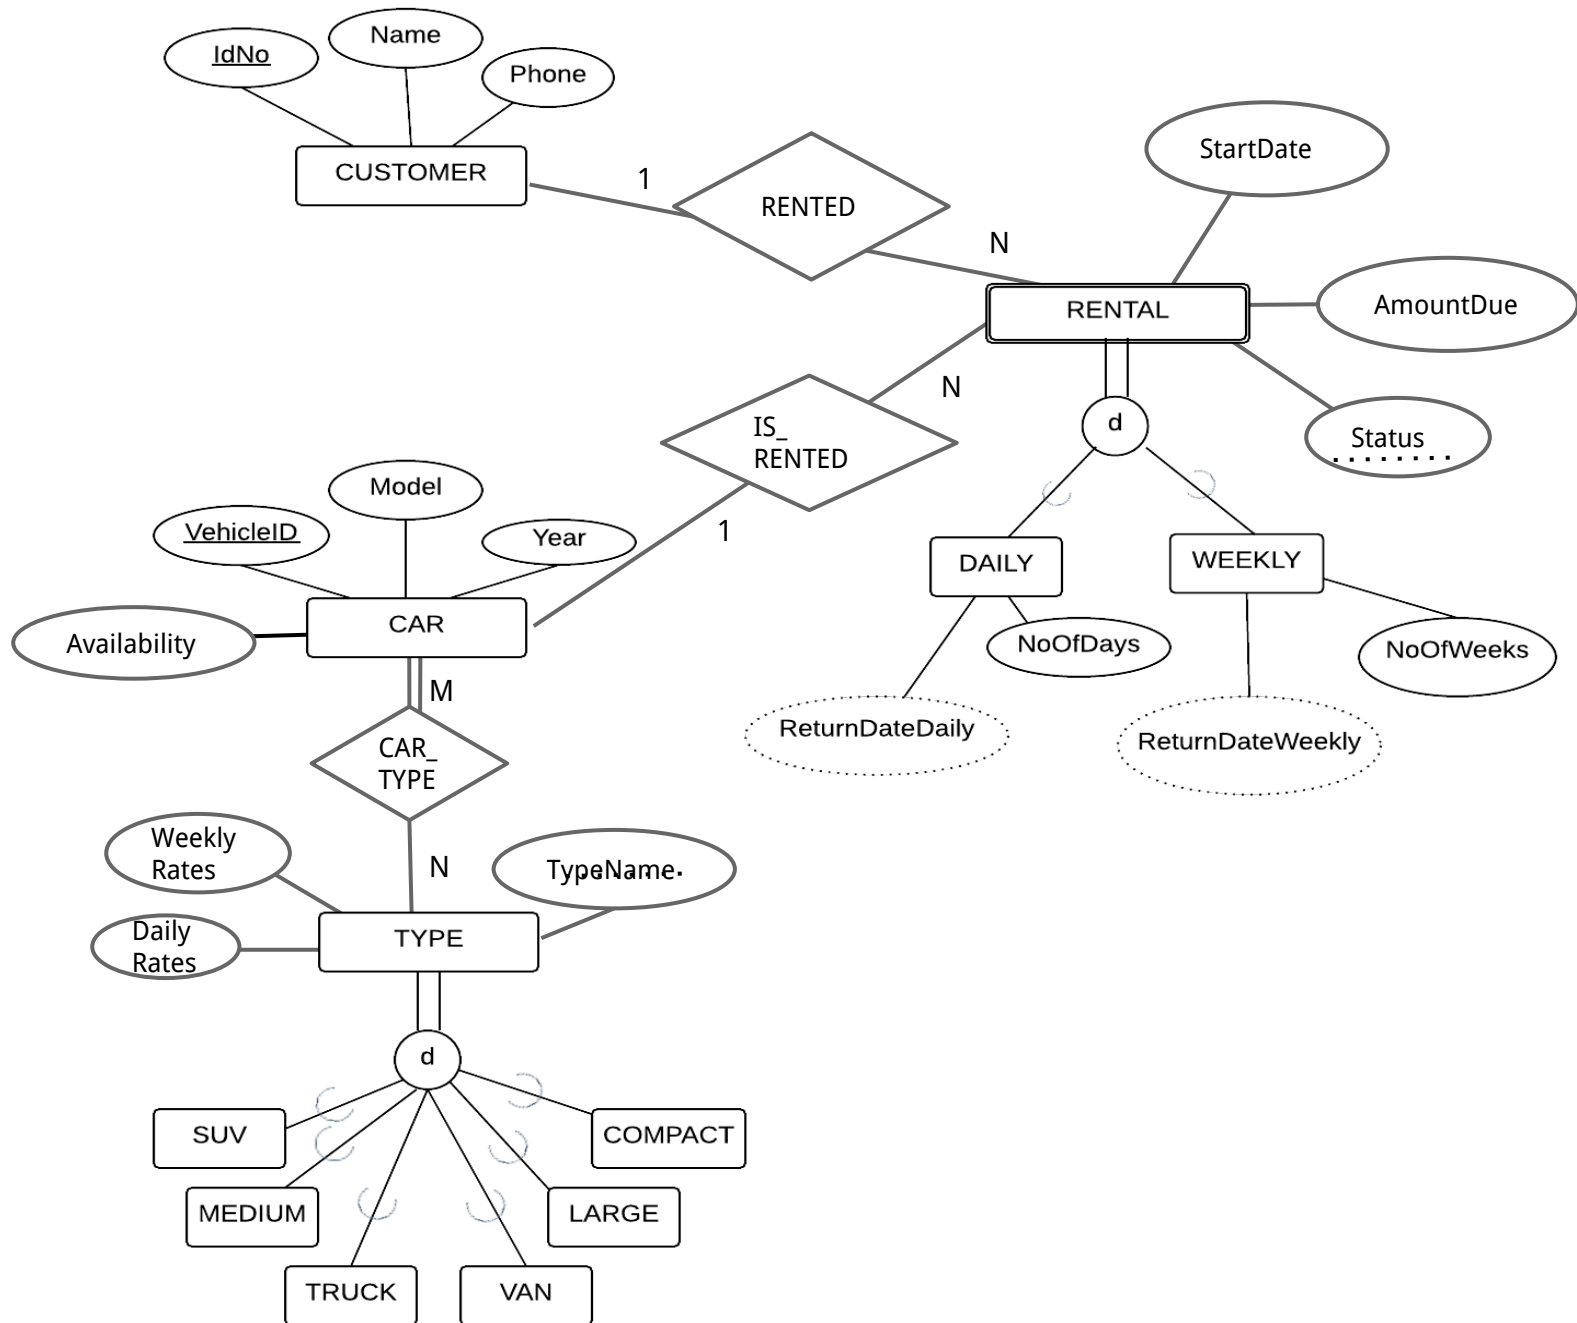 Name
IdNo
Phone
CUSTOMER
1
RENTED
StartDate
N
RENTAL
AmountDue
N
d
Status
IS_
RENTED
Model
VehicleID
Year
1
CAR
Availability
DAILY
WEEKLY
NoOfDays
NoOfWeeks
ReturnDateDaily
ReturnDateWeekly
M
CAR_
TYPE
Weekly
Rates
N
TypeName
Daily
Rates
TYPE
d
SUV
COMPACT
MEDIUM
LARGE
TRUCK
VAN